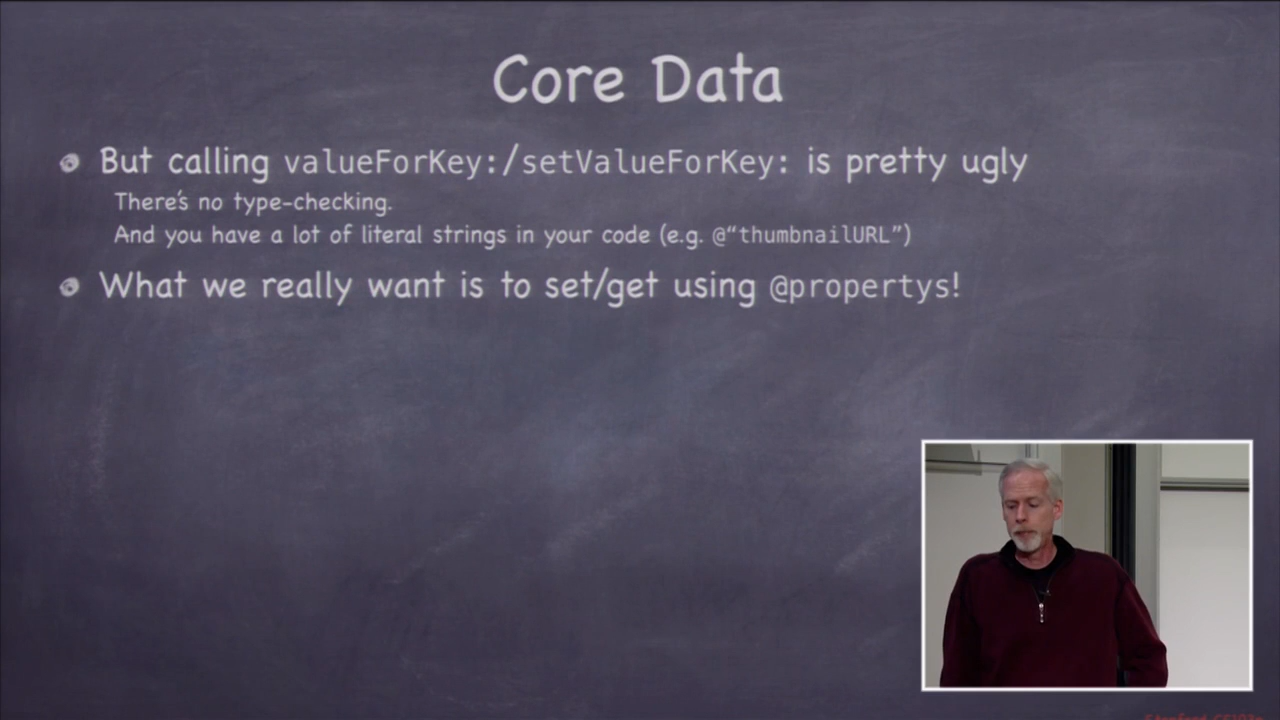 Core Data
But calling valueForKey:/setValueForKey: is pretty ugly
There's no type-checking.
And you have a lot of literal strings in your code (e.g. @“thumbnailURL”)
What we really want is to set/get using @propertys!